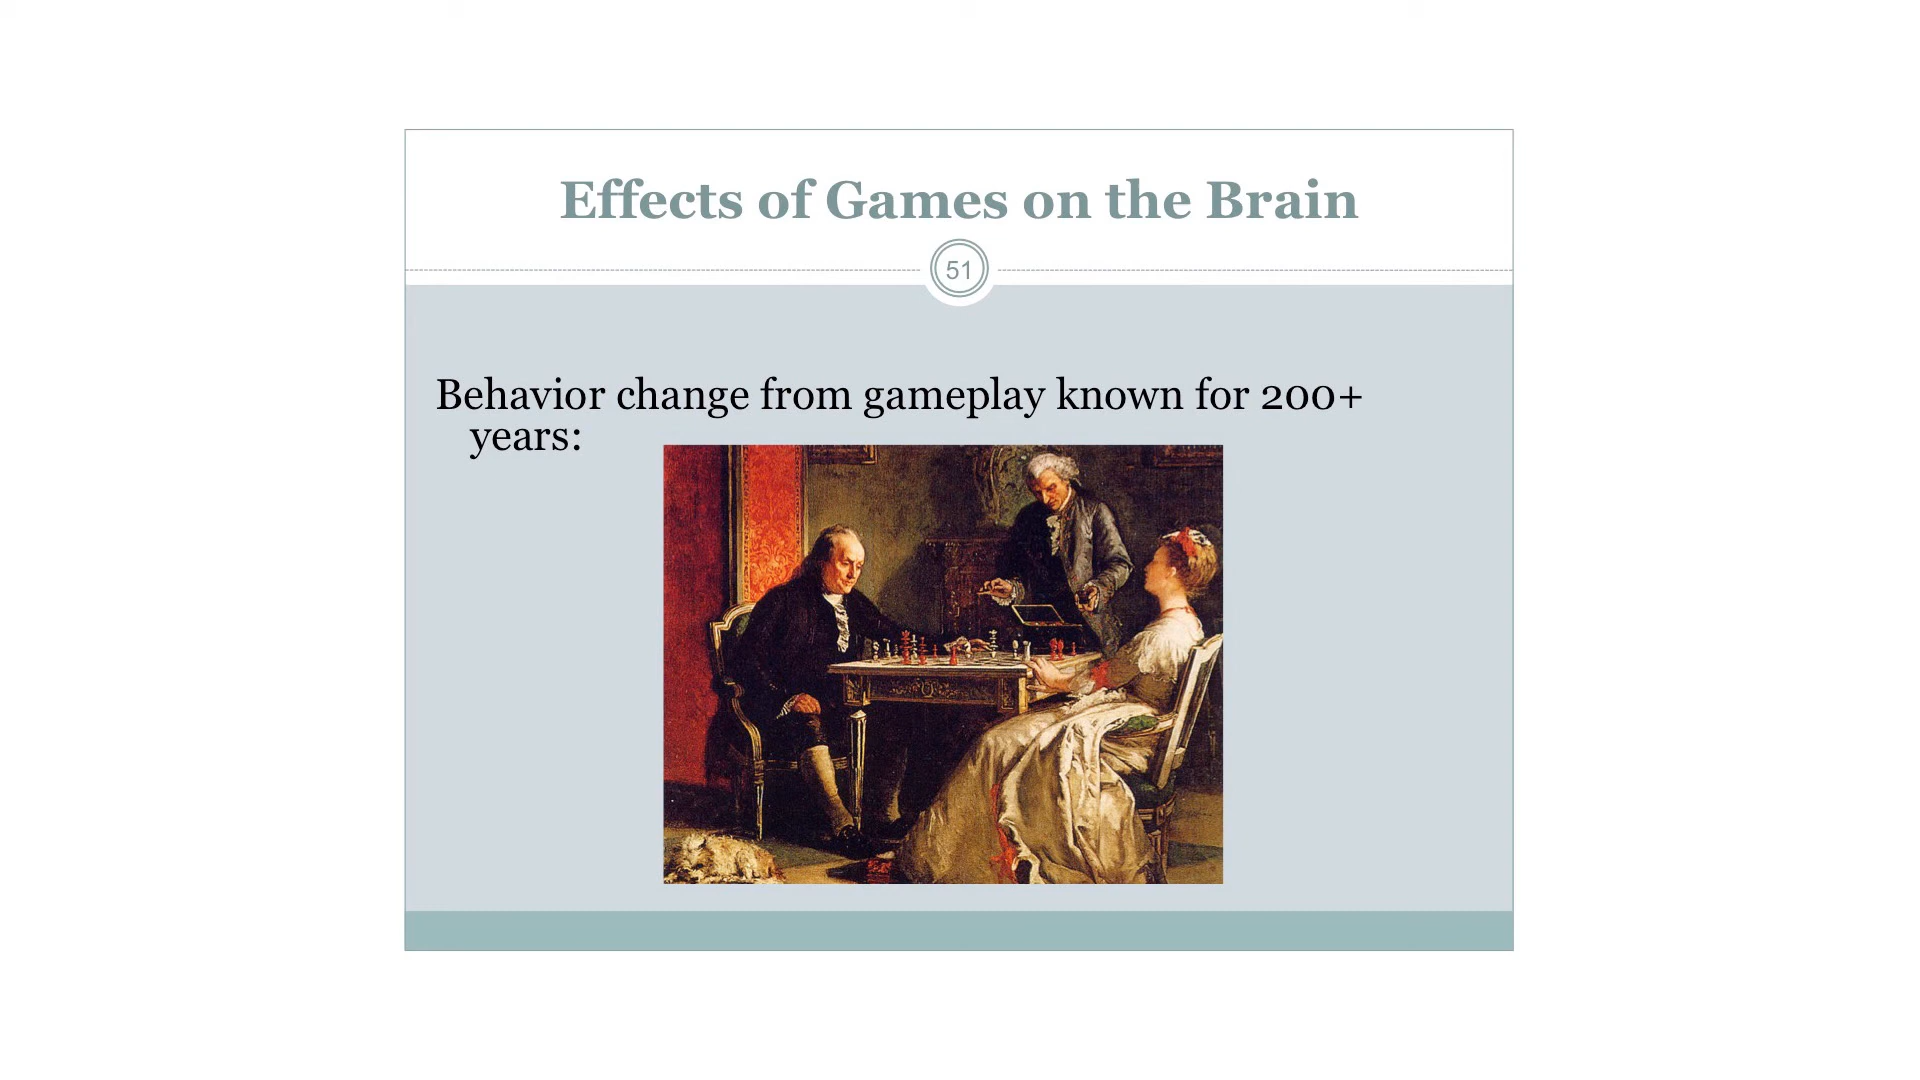 Effects of Games on the Brain
51
Behavior change from gameplay known for 200+
years: